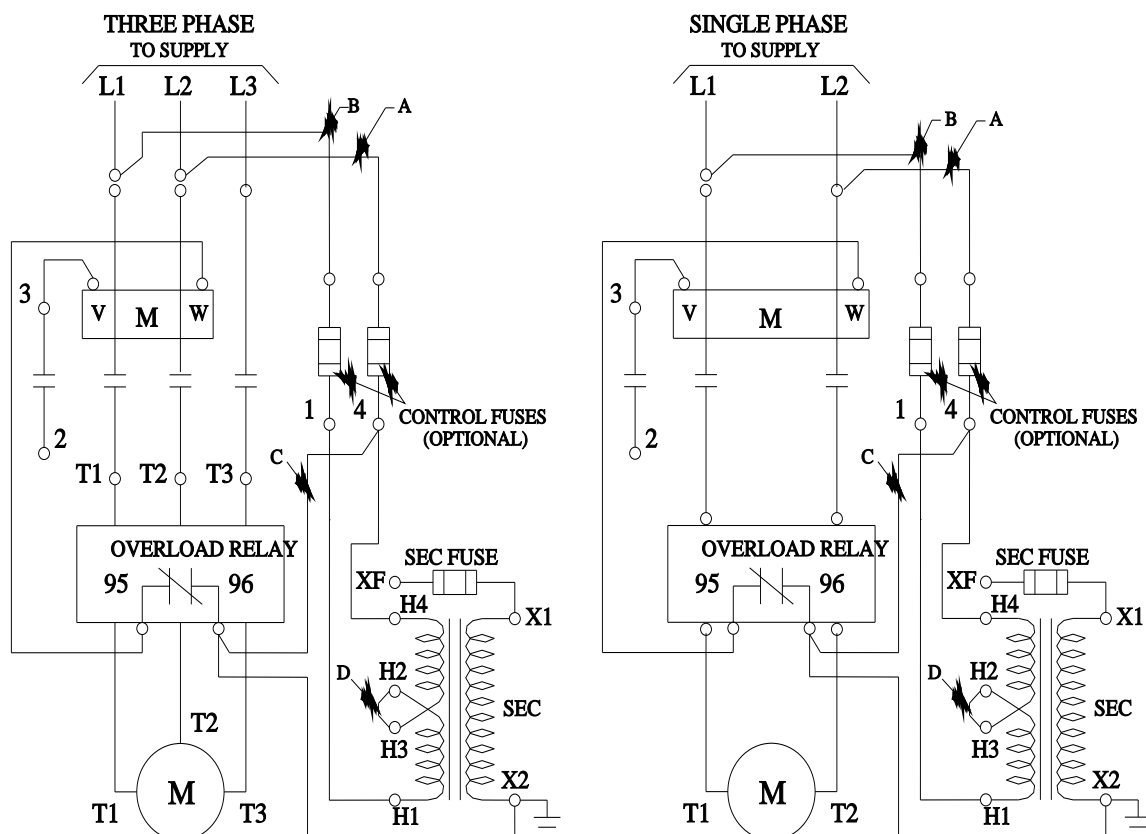 THREE PHASE
TO SUPPLY
L1 L2 L3
B A
3
V M W
1 4
CONTROL FUSES
(OPTIONAL)
2
T1 T2 T3
C
OVERLOAD RELAY
95 96
SEC FUSE
XF
H4
X1
D
H2
SEC
H3
T2
X2
T1 M T3
H1
SINGLE PHASE
TO SUPPLY
L1 L2
B A
3
V M W
1 4
CONTROL FUSES
(OPTIONAL)
2
C
OVERLOAD RELAY
95 96
SEC FUSE
XF
H4
X1
D
H2
SEC
H3
X2
T1 M T2
H1